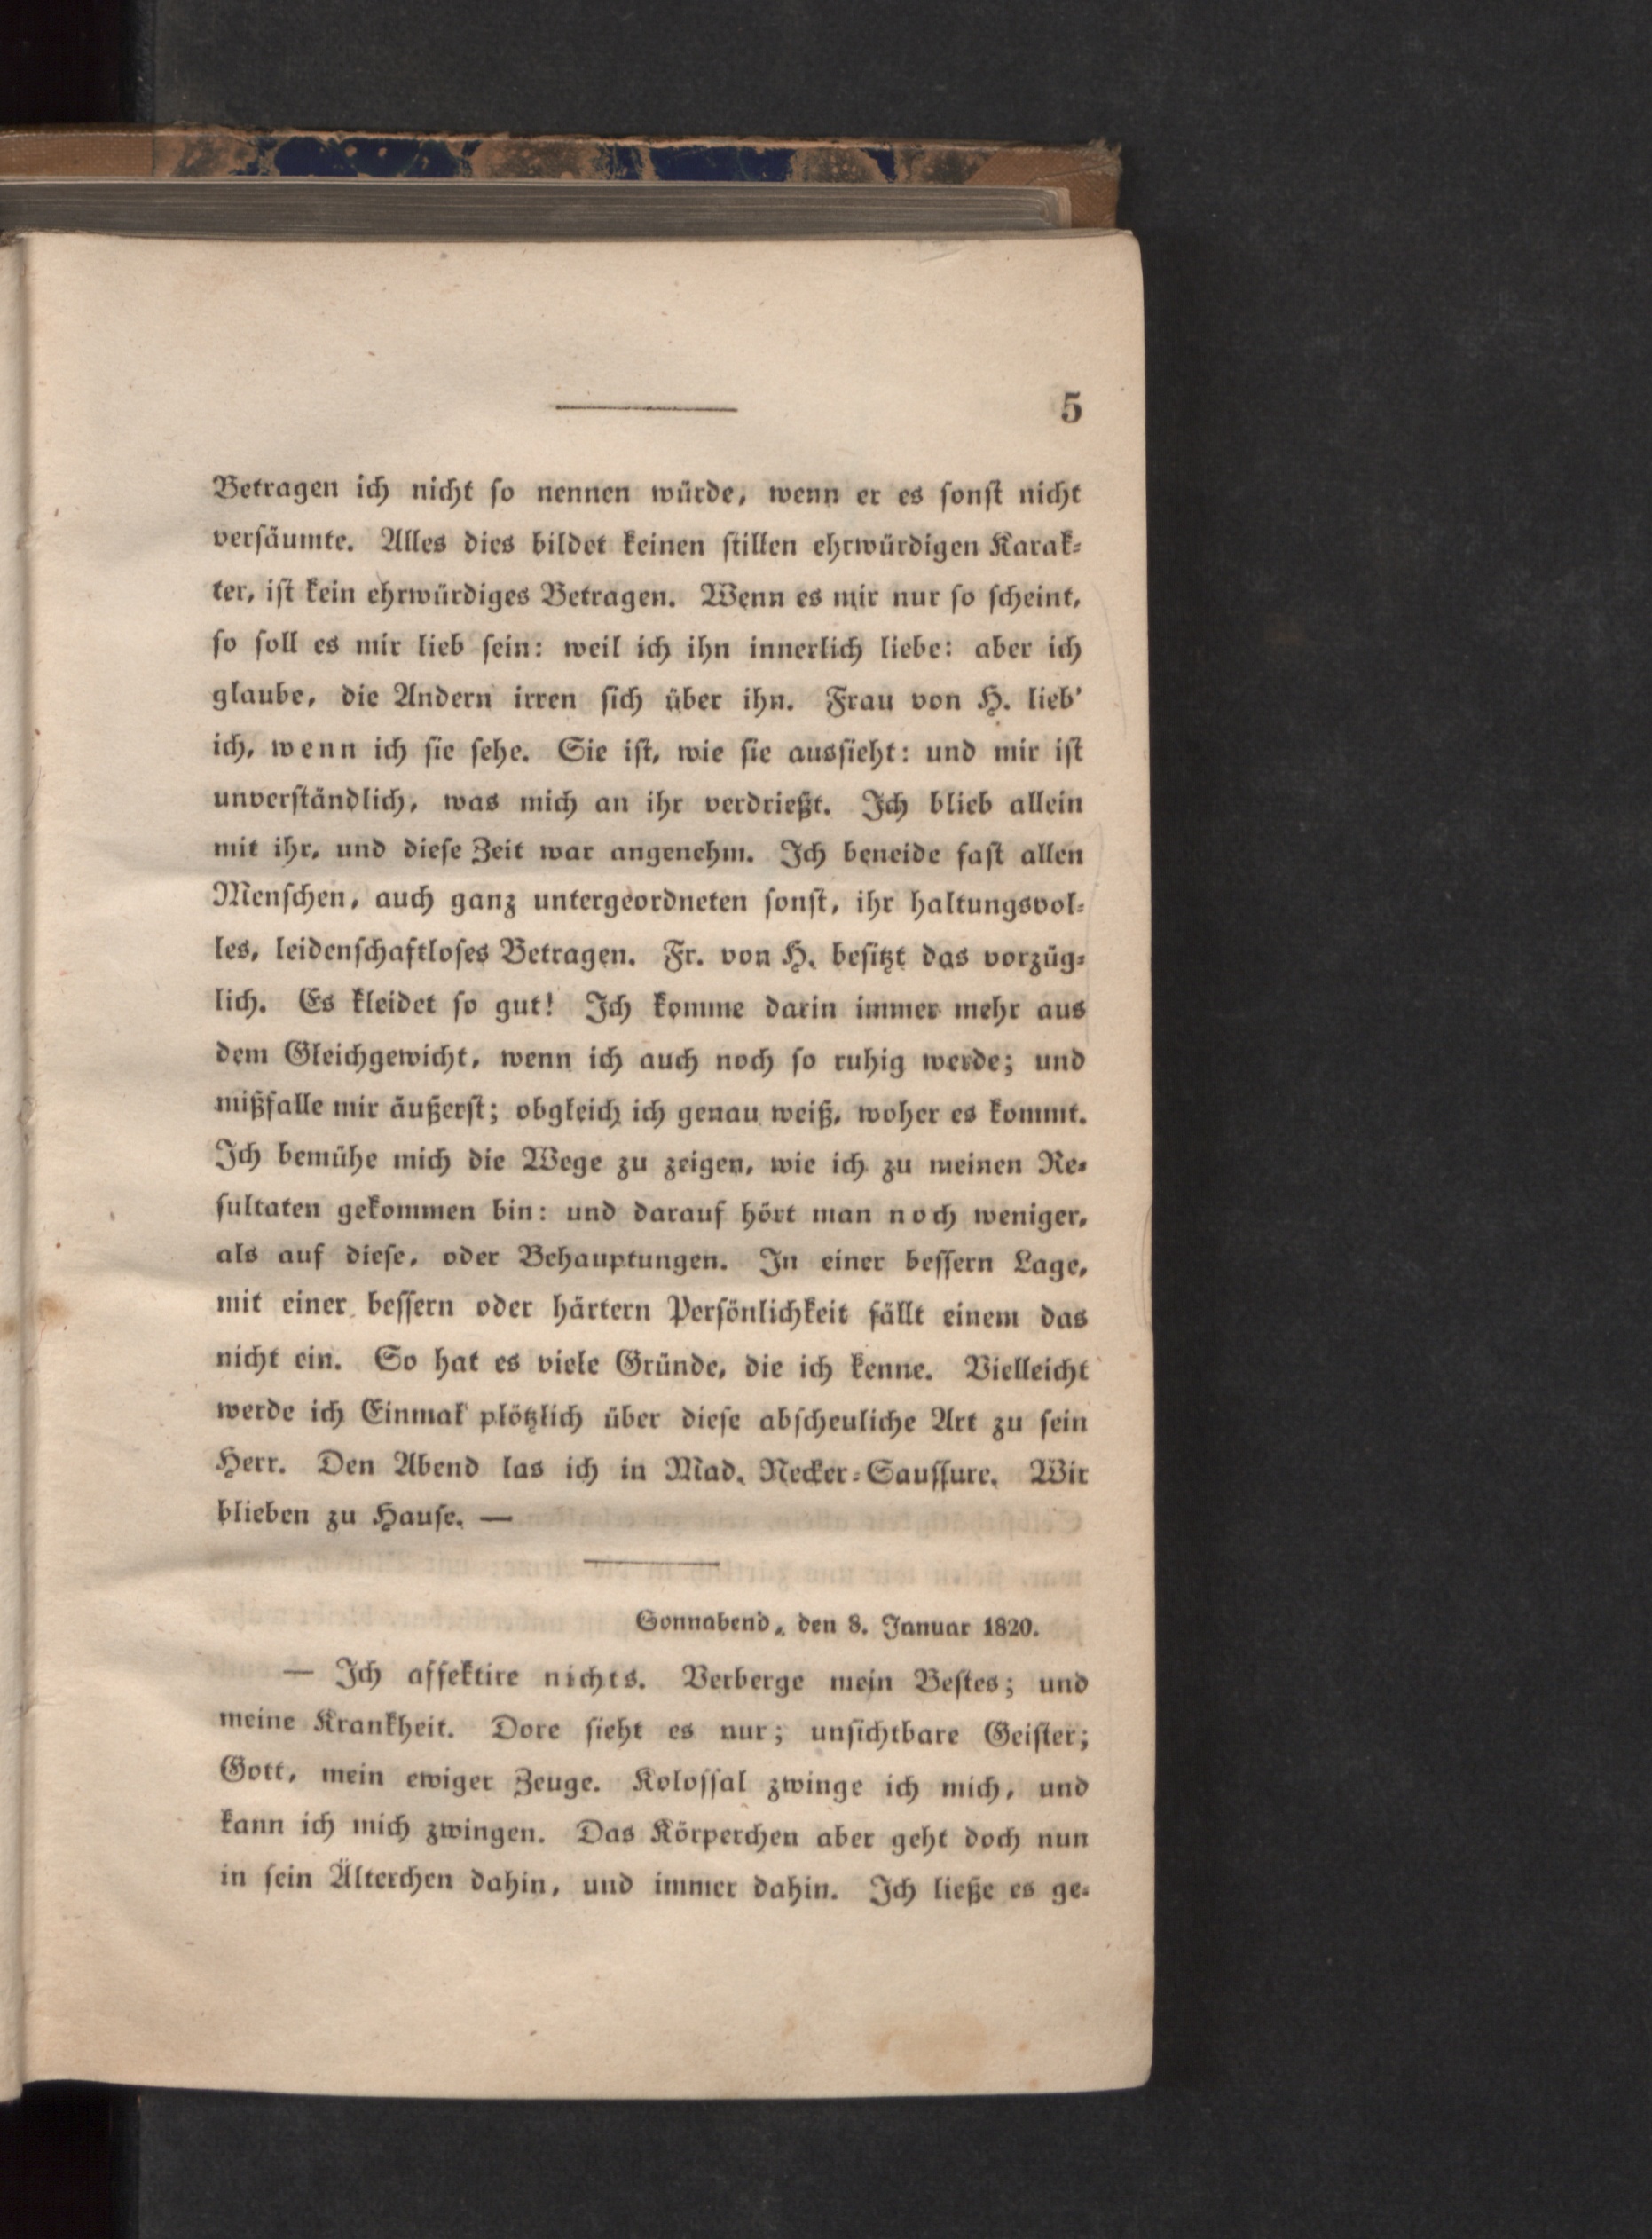 5
Betragen ich nicht so nennen würde, wenn er es sonst nicht
versäumte. Alles dies bildet keinen stillen ehrwürdigen Karak-
ter, ist kein ehrwürdiges Betragen. Wenn es mir nur so scheint,
so soll es mir lieb sein: weil ich ihn innerlich liebe: aber ich
glaube, die Andern irren sich über ihn. Frau von H. lieb'
ich, wenn ich sie sehe. Sie ist, wie sie aussieht: und mir ist
unverständlich, was mich an ihr verdrießt. Ich blieb allein
mit ihr, und diese Zeit war angenehm. Ich beneide fast allen
Menschen, auch ganz untergeordneten sonst, ihr haltungsvol-
les, leidenschaftloses Betragen. Fr. von H. besitzt das vorzüg-
lich. Es kleidet so gut! Ich komme darin immer mehr aus
dem Gleichgewicht, wenn ich auch noch so ruhig werde; und
mißfalle mir äußerst; obgleich ich genau weiß, woher es kommt.
Ich bemühe mich die Wege zu zeigen, wie ich zu meinen Re-
sultaten gekommen bin: und darauf hört man noch weniger,
als auf diese, oder Behauptungen. In einer bessern Lage,
mit einer bessern oder härtern Persönlichkeit fällt einem das
nicht ein. So hat es viele Gründe, die ich kenne. Vielleicht
werde ich Einmal plötzlich über diese abscheuliche Art zu sein
Herr. Den Abend las ich in Mad. Necker-Saussure. Wir
blieben zu Hause. —
Sonnabend, den 8. Januar 1820.
— Ich affektire nichts. Verberge mein Bestes; und
meine Krankheit. Dore sieht es nur; unsichtbare Geister;
Gott, mein ewiger Zeuge. Kolossal zwinge ich mich, und
kann ich mich zwingen. Das Körperchen aber geht doch nun
in sein Älterchen dahin, und immer dahin. Ich ließe es ge-